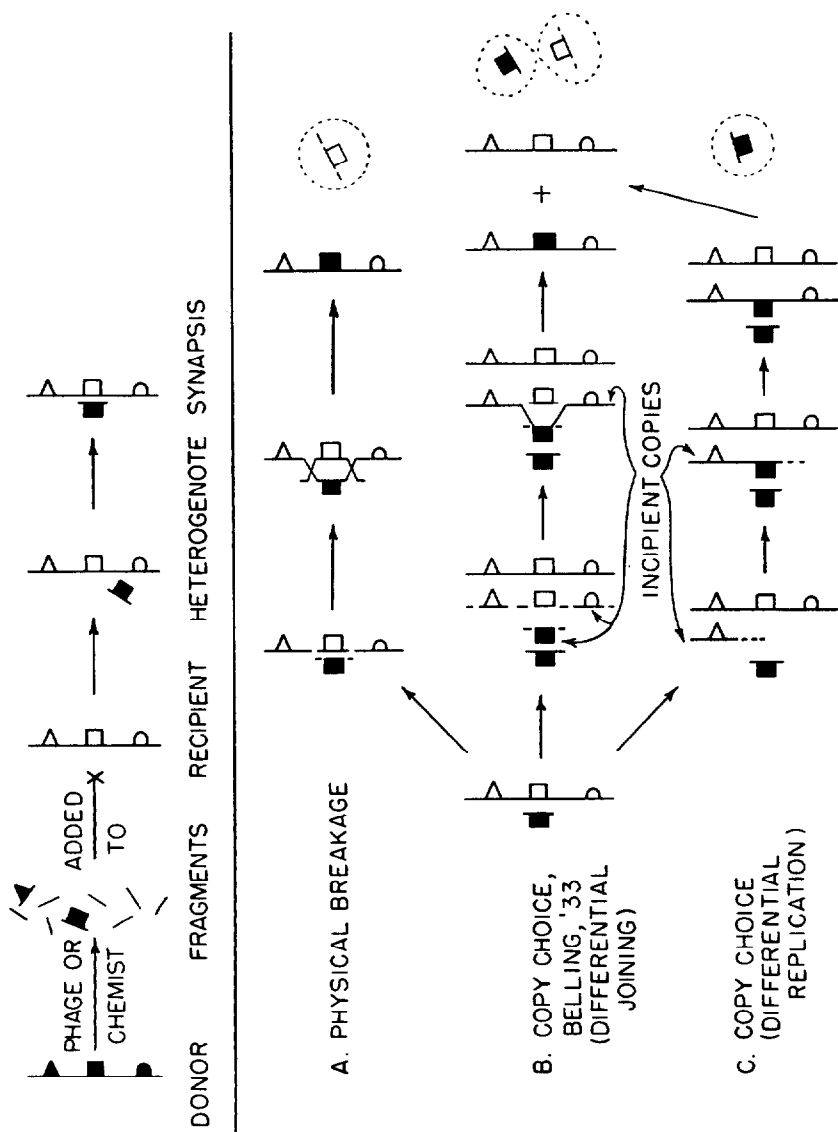 PHAGE OR
CHEMIST
ADDED
TO
X
DONOR FRAGMENTS RECIPIENT HETEROGENOTE SYNAPSIS
A. PHYSICAL BREAKAGE
B. COPY CHOICE,
BELLING, '33
(DIFFERENTIAL
JOINING)
+
INCIPIENT COPIES
C. COPY CHOICE
(DIFFERENTIAL
REPLICATION)